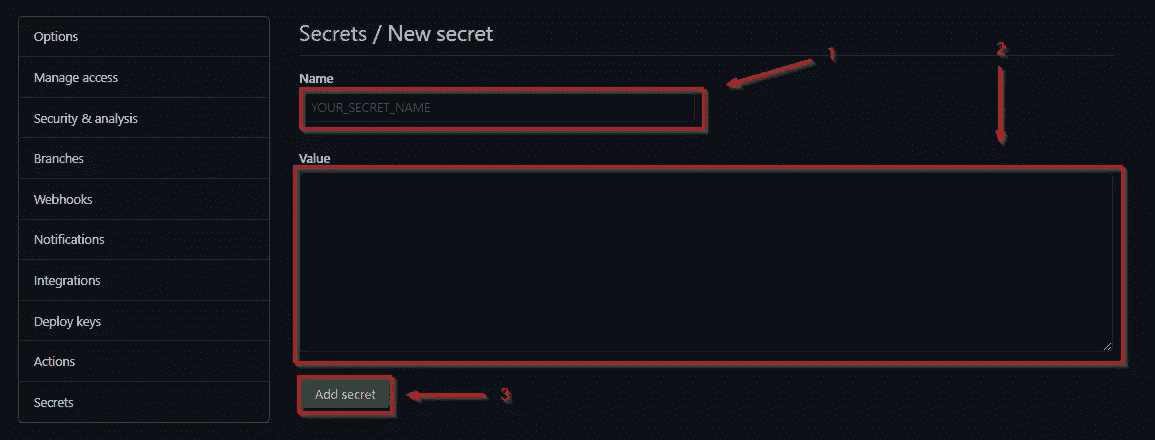 Options
Manage access
Security & analysis
Branches
Webhooks
Notifications
Integrations
Deploy keys
Actions
Secrets
Secrets / New secret
1
2
Name
YOUR_SECRET_NAME
Value
Add secret
3